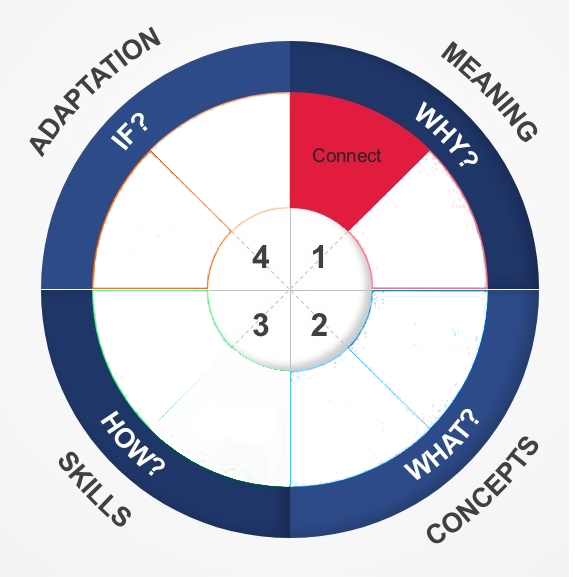 ADAPTATION
MEANING
IF?
WHY?
Connect
4
1
3
2
HOW?
WHAT?
SKILLS
CONCEPTS